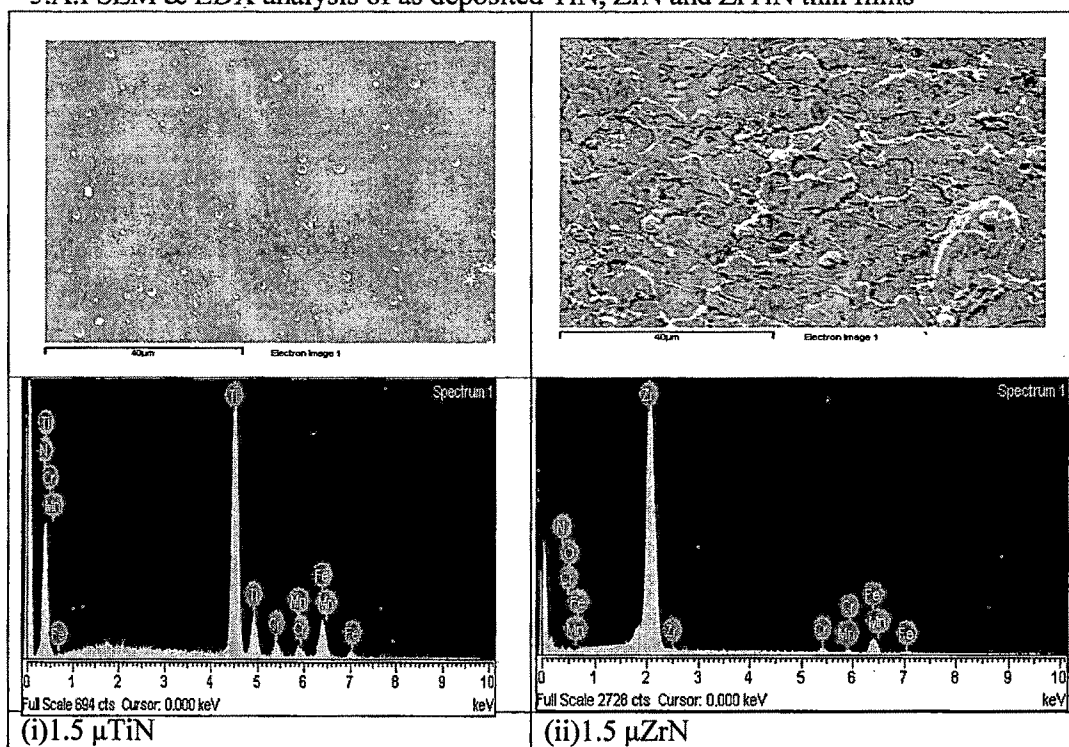 SEM & EDX analysis of as deposited TiN, ZrN and ZrTiN thin films
40µm Electron Image 1
40µm Electron Image 1
Spectrum 1
Ti
Ti
N
Cr
Mn
Fe
Ti
Cr
Mn
Cr
Fe
Mn
Fe
0 1 2 3 4 5 6 7 8 9 10
Full Scale 694 cts Cursor: 0.000 keV keV
Spectrum 1
Zr
N
O
Cr
Fe
Mn
Zr
Cr
Cr
Mn
Fe
Mn
Fe
0 1 2 3 4 5 6 7 8 9 10
Full Scale 2728 cts Cursor: 0.000 keV keV
(i)1.5 µTiN
(ii)1.5 µZrN